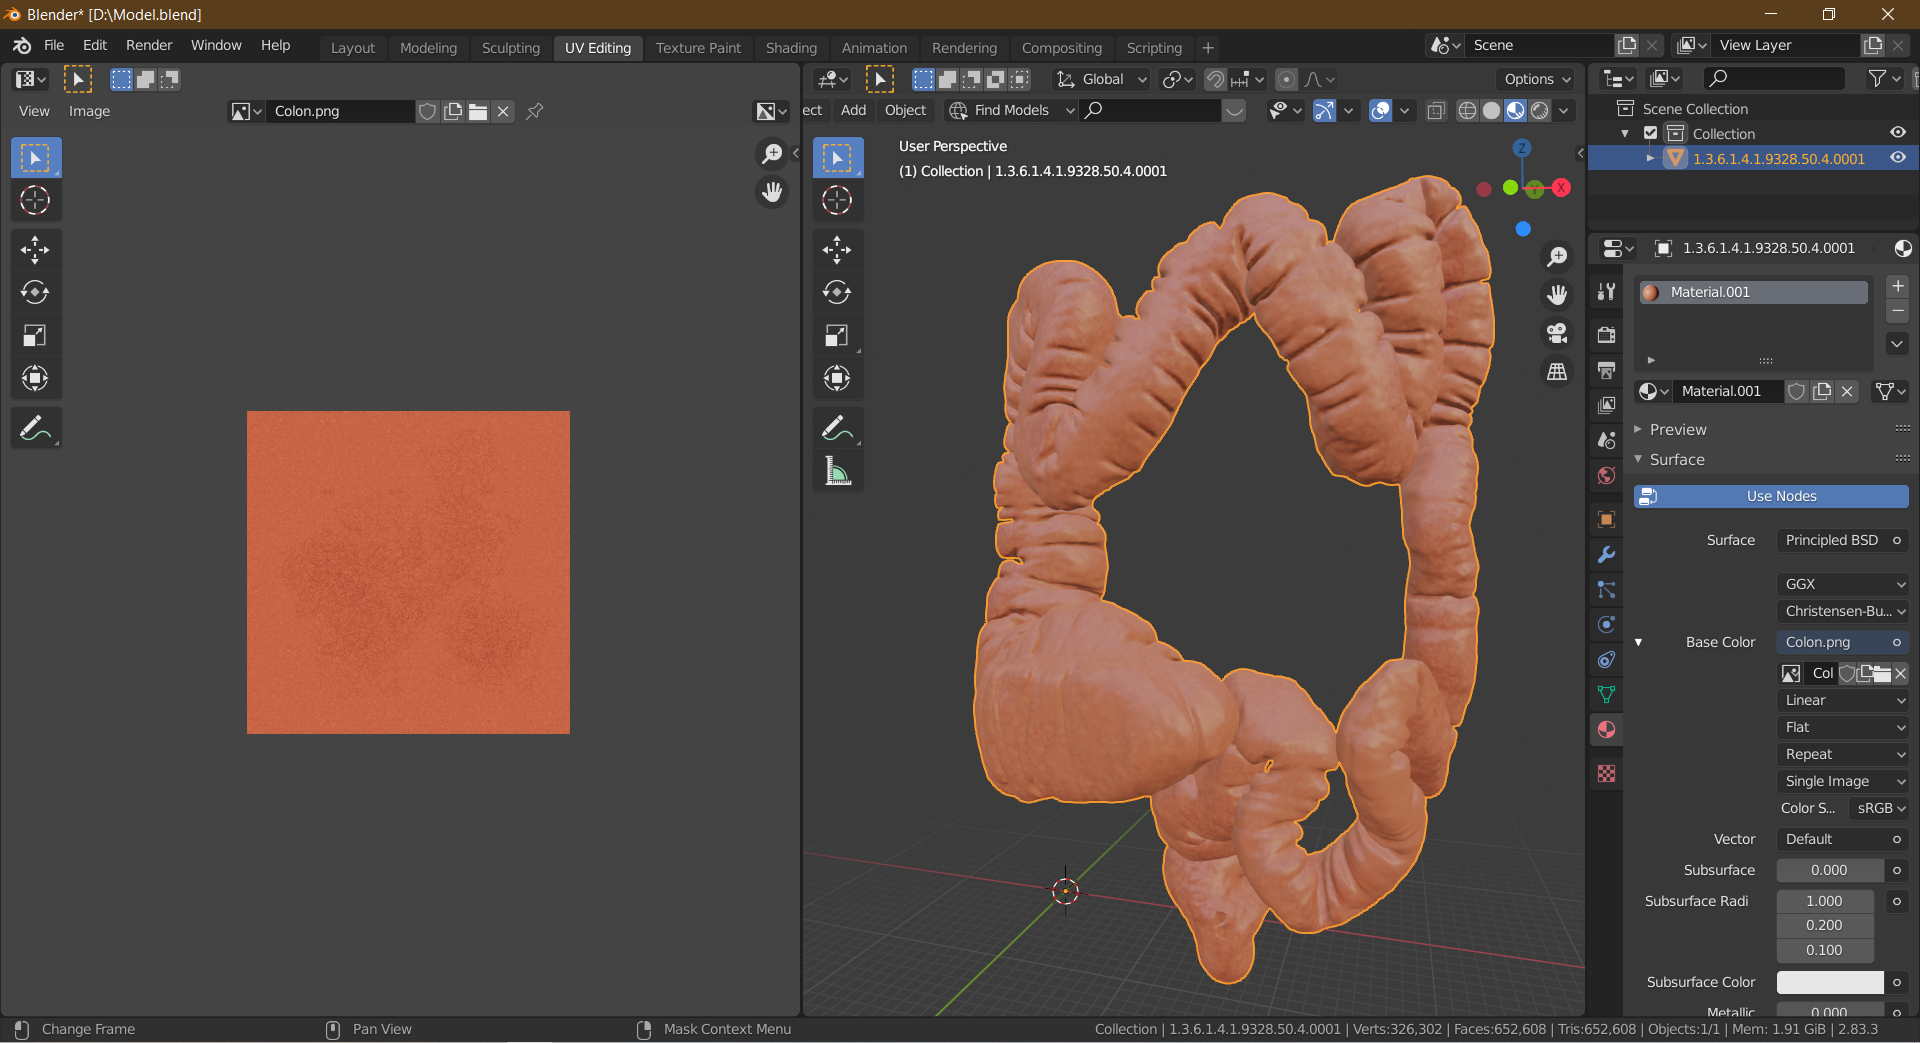 Blender* [D:\Model.blend]
File Edit Render Window Help Layout Modeling Sculpting UV Editing Texture Paint Shading Animation Rendering Compositing Scripting + Scene View Layer
Global Options
View Image Colon.png ect Add Object Find Models
User Perspective
(1) Collection | 1.3.6.1.4.1.9328.50.4.0001
Z
Y
X
Scene Collection
Collection
1.3.6.1.4.1.9328.50.4.0001
1.3.6.1.4.1.9328.50.4.0001
Material.001
Material.001
Preview
Surface
Use Nodes
Surface Principled BSD
GGX
Christensen-Bu...
Base Color Colon.png
Col
Linear
Flat
Repeat
Single Image
Color S... sRGB
Vector Default
Subsurface 0.000
Subsurface Radi 1.000
0.200
0.100
Subsurface Color
Metallic 0.000
Change Frame Pan View Mask Context Menu Collection | 1.3.6.1.4.1.9328.50.4.0001 | Verts:326,302 | Faces:652,608 | Tris:652,608 | Objects:1/1 | Mem: 1.91 GiB | 2.83.3